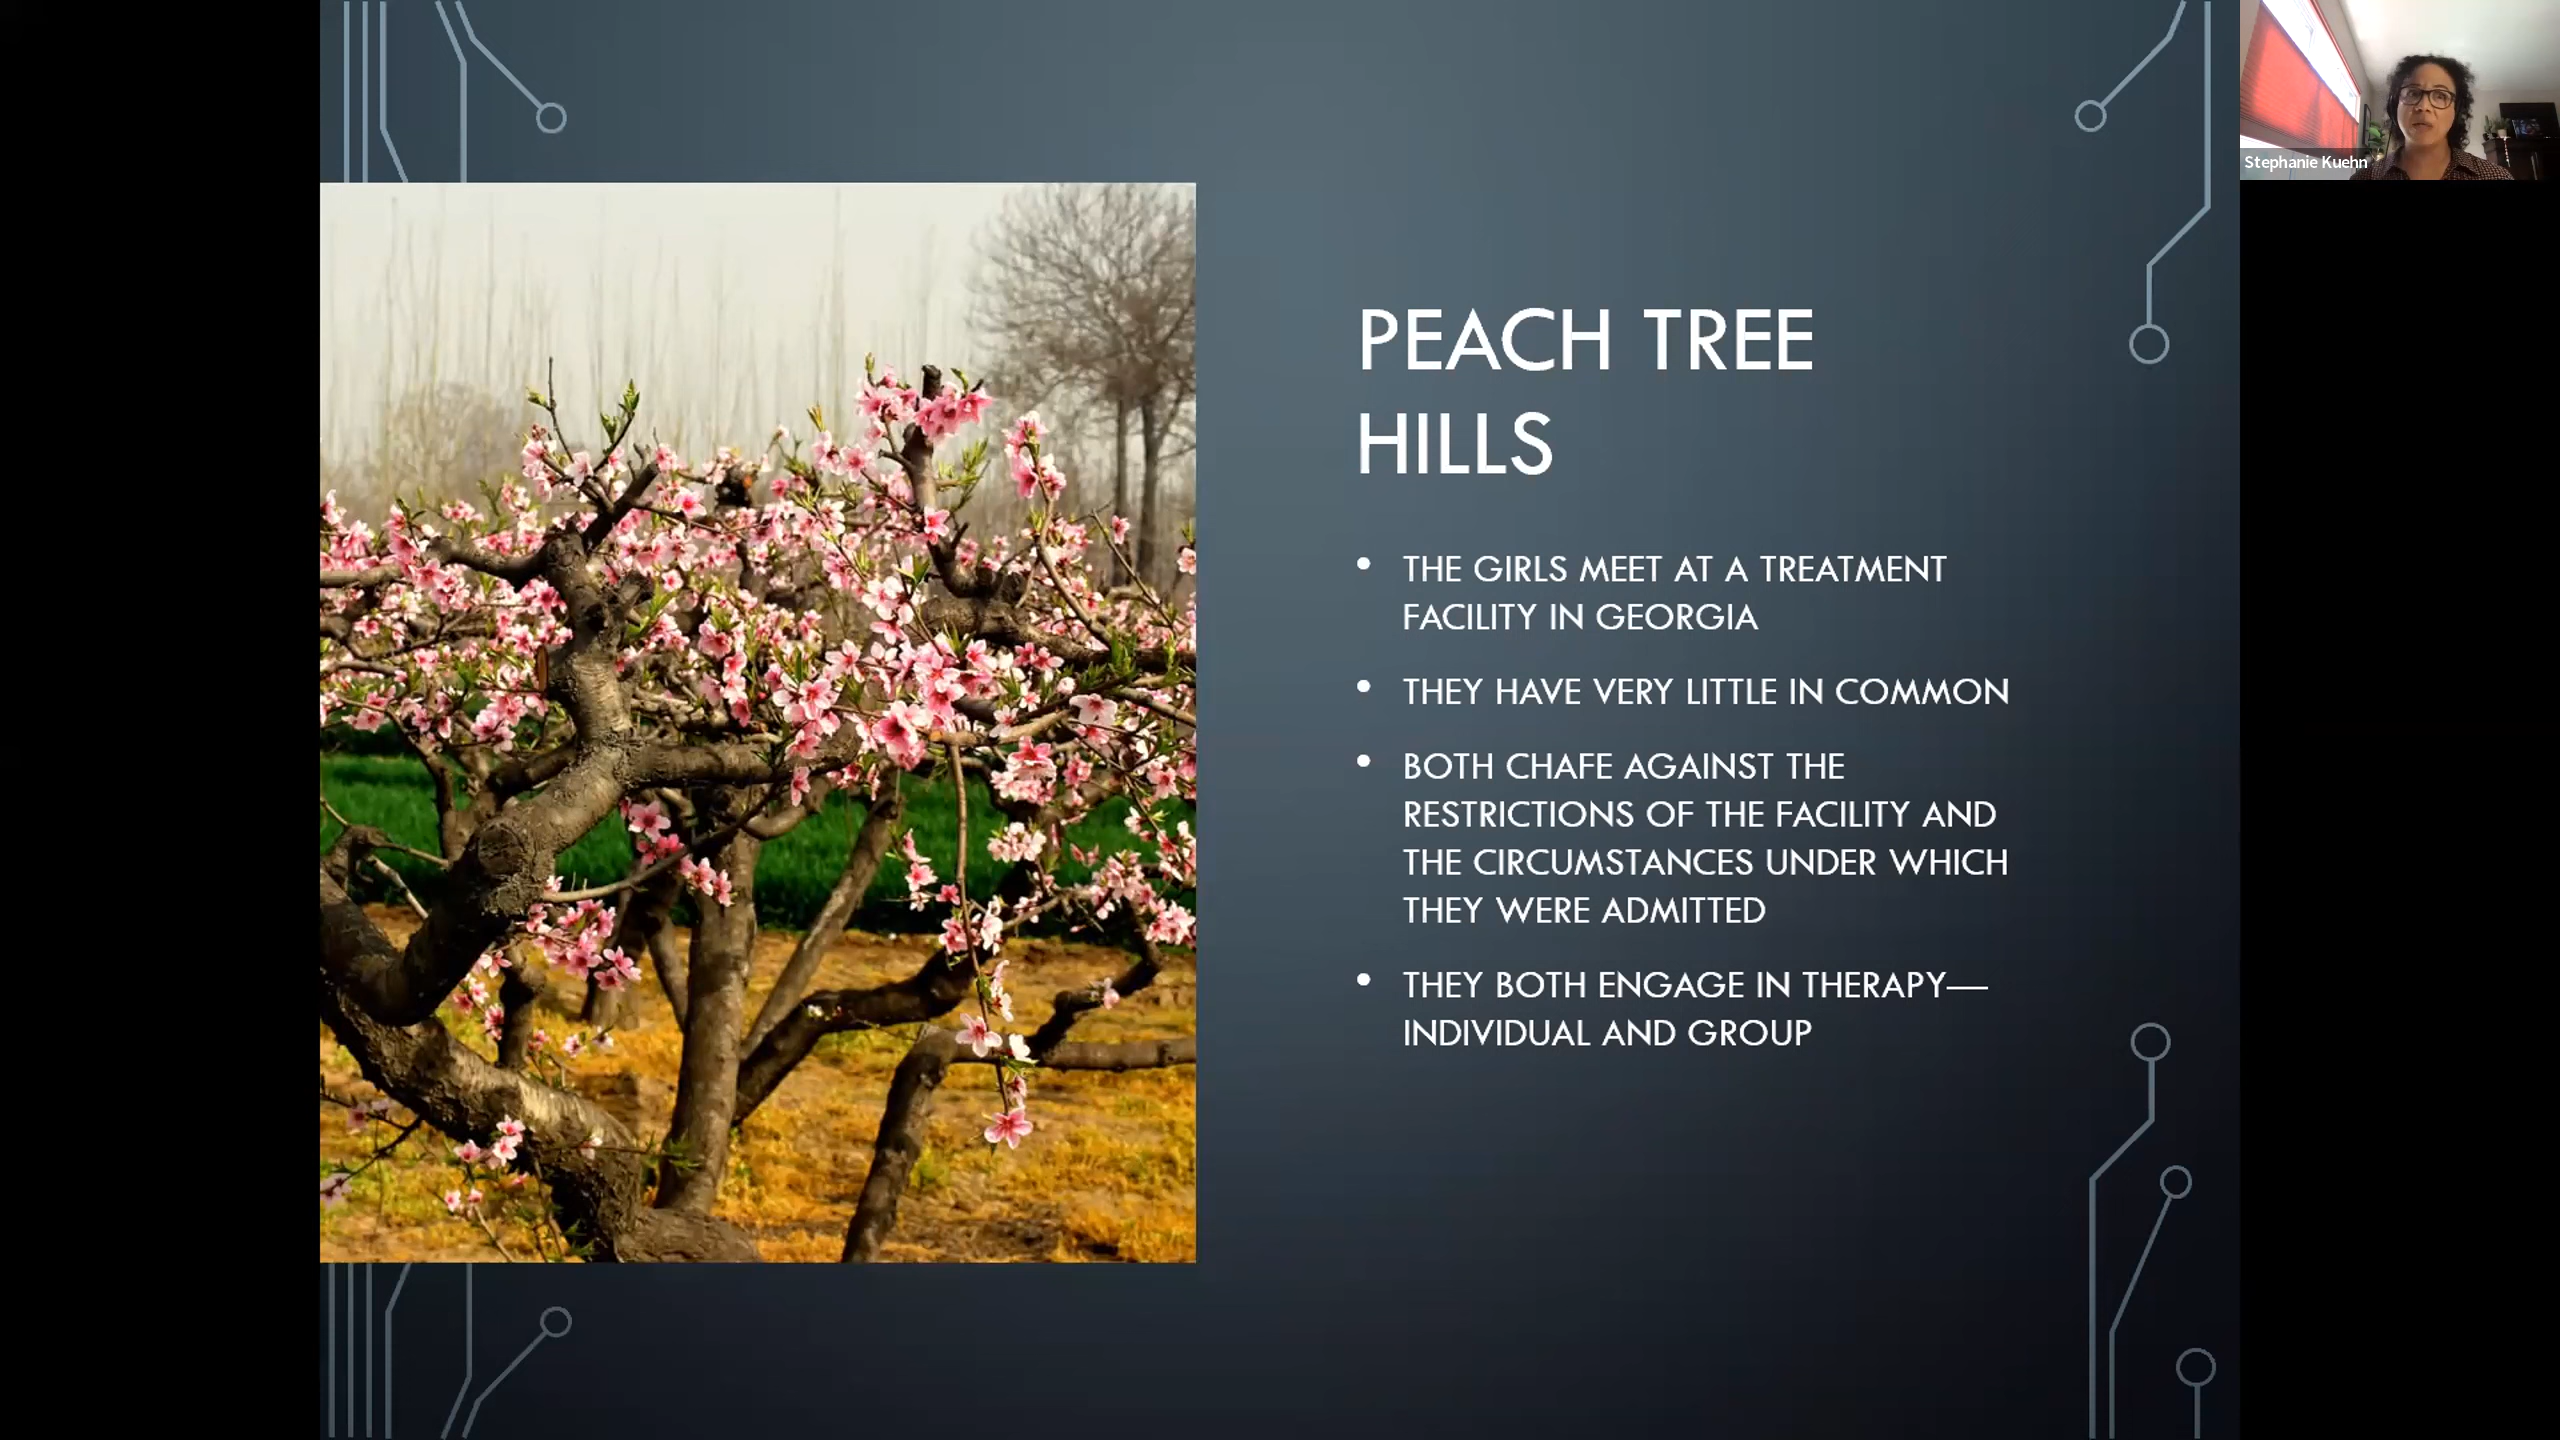 Stephanie Kuehn
PEACH TREE
HILLS
• THE GIRLS MEET AT A TREATMENT
FACILITY IN GEORGIA
• THEY HAVE VERY LITTLE IN COMMON
• BOTH CHAFE AGAINST THE
RESTRICTIONS OF THE FACILITY AND
THE CIRCUMSTANCES UNDER WHICH
THEY WERE ADMITTED
• THEY BOTH ENGAGE IN THERAPY—
INDIVIDUAL AND GROUP